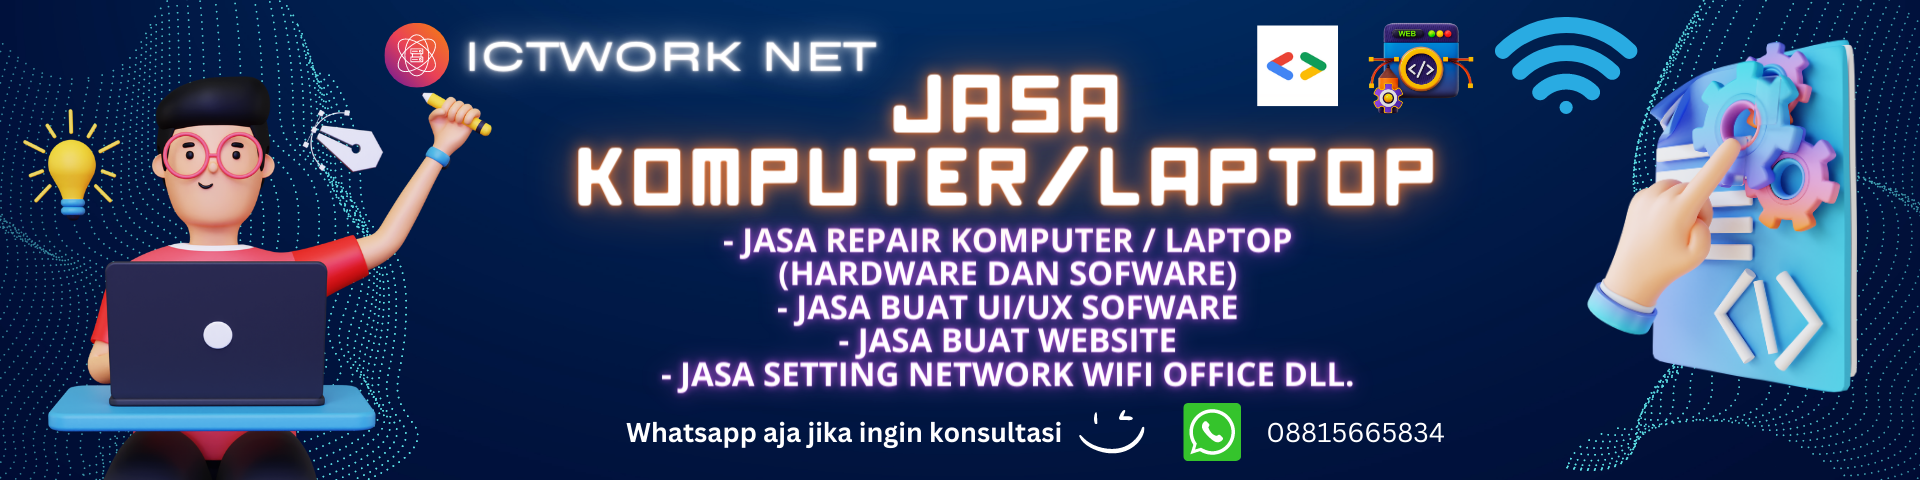 ICTWORK NET
WEB
</>
JASA
KOMPUTER/LAPTOP
- JASA REPAIR KOMPUTER / LAPTOP
(HARDWARE DAN SOFWARE)
- JASA BUAT UI/UX SOFWARE
- JASA BUAT WEBSITE
- JASA SETTING NETWORK WIFI OFFICE DLL.
Whatsapp aja jika ingin konsultasi
08815665834